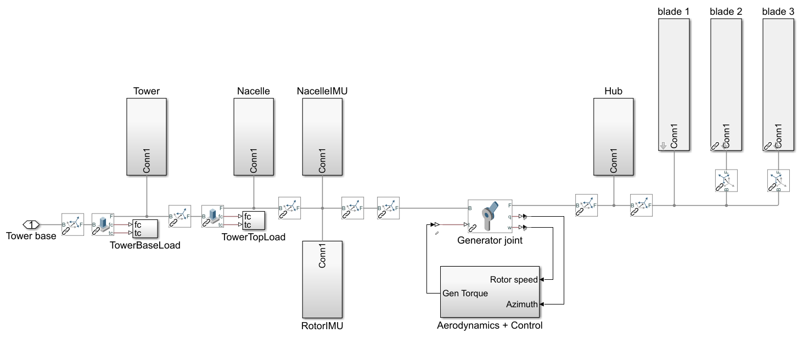 blade 1
blade 2
blade 3
Tower
Nacelle
NacelleIMU
Hub
Conn1
Conn1
Conn1
Conn1
Conn1
Conn1
Conn1
1
Tower base
fc
tc
TowerBaseLoad
fc
tc
TowerTopLoad
Conn1
RotorIMU
B
F
q
w
Generator joint
Rotor speed
Gen Torque
Azimuth
Aerodynamics + Control